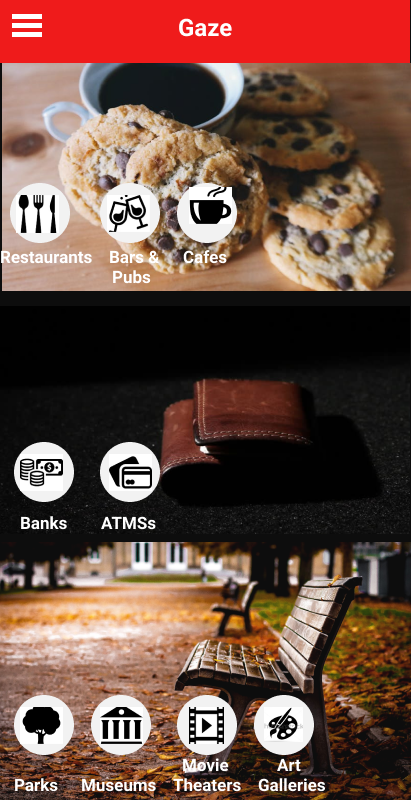 Gaze
Restaurants
Bars &
Pubs
Cafes
Banks
ATMSs
Parks
Museums
Movie
Theaters
Art
Galleries